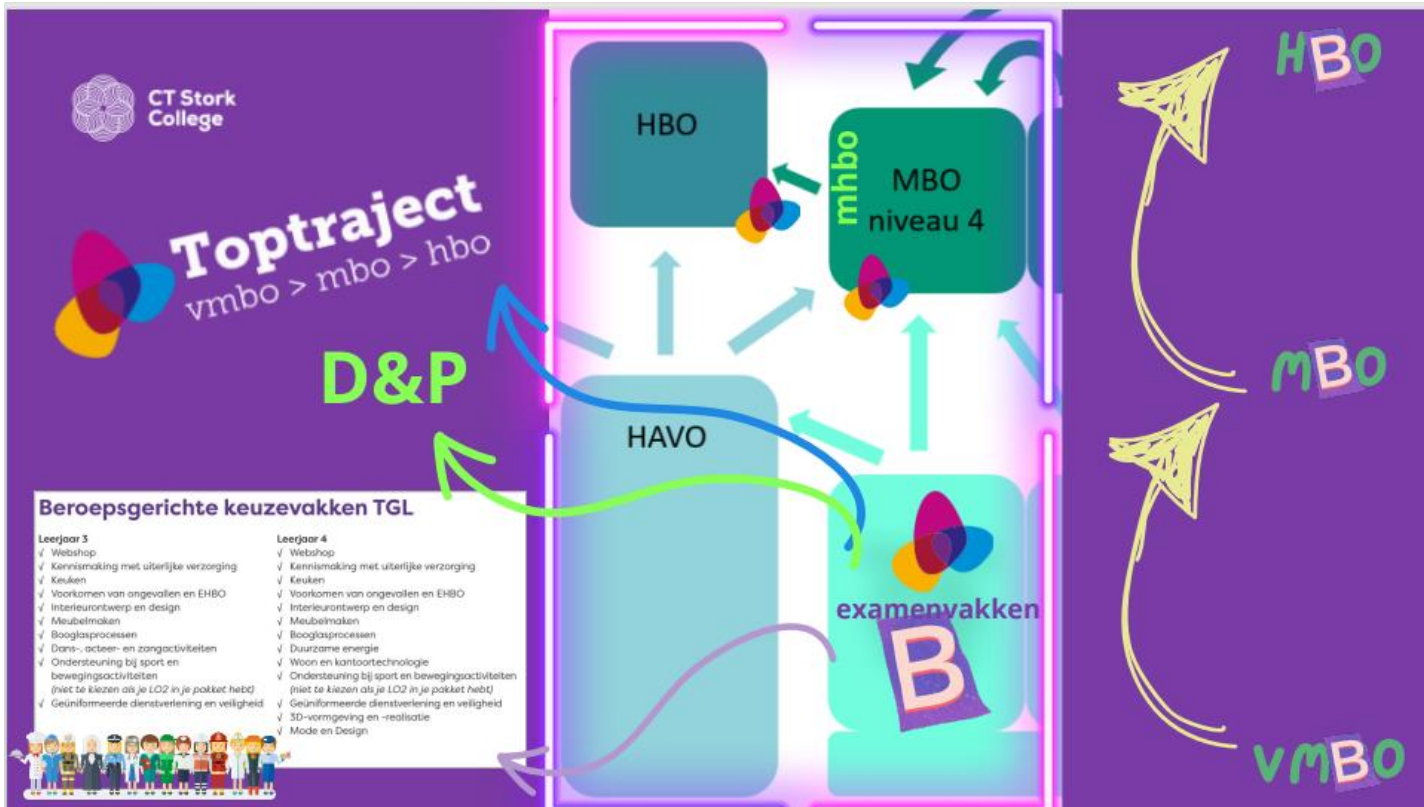 CT Stork
College
Toptraject
vmbo > mbo > hbo
D&P
Beroepsgerichte keuzevakken TGL
Leerjaar 3
√ Webshop
√ Kennismaking met uiterlijke verzorging
√ Keuken
√ Voorkomen van ongevallen en EHBO
√ Interieurontwerp en design
√ Meubelmaken
√ Booglasprocessen
√ Dans-, acteer- en zangactiviteiten
√ Ondersteuning bij sport en
bewegingsactiviteiten
(niet te kiezen als je LO2 in je pakket hebt)
√ Geüniformeerde dienstverlening en veiligheid
Leerjaar 4
√ Webshop
√ Kennismaking met uiterlijke verzorging
√ Keuken
√ Voorkomen van ongevallen en EHBO
√ Interieurontwerp en design
√ Meubelmaken
√ Booglasprocessen
√ Duurzame energie
√ Woon en kantoortechnologie
√ Ondersteuning bij sport en bewegingsactiviteiten
(niet te kiezen als je LO2 in je pakket hebt)
√ Geüniformeerde dienstverlening en veiligheid
√ 3D-vormgeving en -realisatie
√ Mode en Design
HBO
mhbo
MBO
niveau 4
HAVO
examenvakken
B
HBO
MBO
VMBO